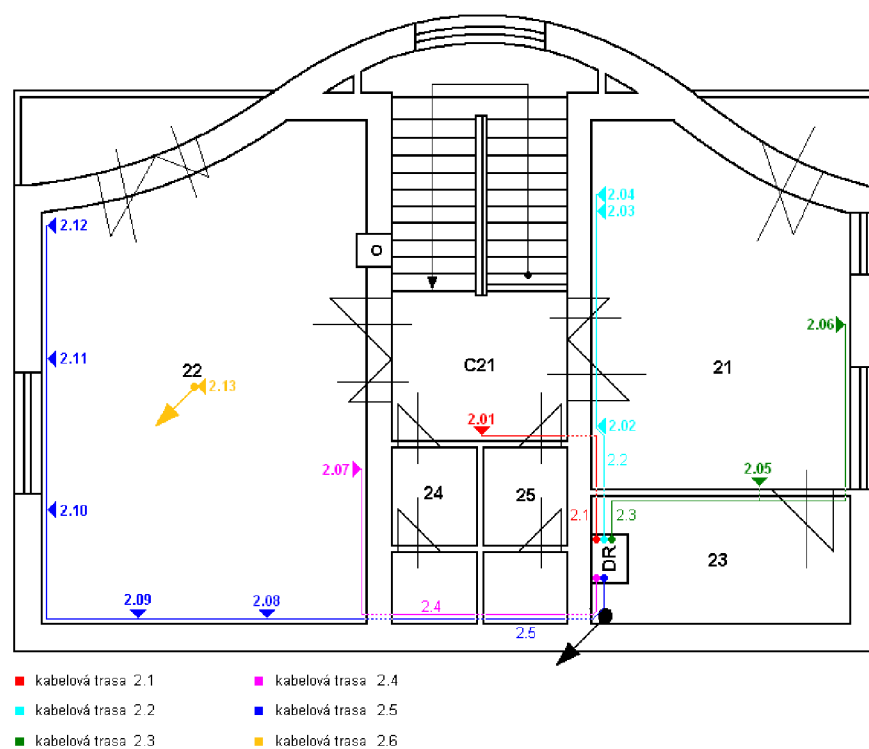 2.04
2.03
2.12
O
2.06
2.11
C21
22
21
2.13
2.01
2.02
2.2
2.07
2.05
24
25
2.10
2.1
2.3
DR
23
2.09
2.08
2.4
2.5
kabelová trasa 2.1
kabelová trasa 2.4
kabelová trasa 2.2
kabelová trasa 2.5
kabelová trasa 2.3
kabelová trasa 2.6